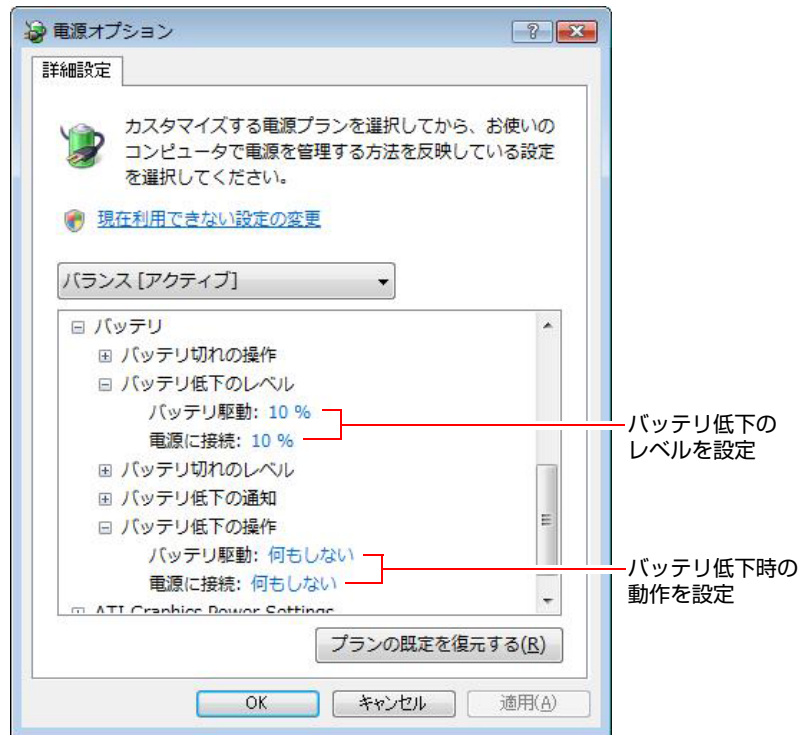 電源オプション
詳細設定
カスタマイズする電源プランを選択してから、お使いの
コンピュータで電源を管理する方法を反映している設定
を選択してください。
現在利用できない設定の変更
バランス [アクティブ]
バッテリ
バッテリ切れの操作
バッテリ低下のレベル
バッテリ駆動: 10 %
電源に接続: 10 %
バッテリ低下の
レベルを設定
バッテリ切れのレベル
バッテリ低下の通知
バッテリ低下の操作
バッテリ駆動: 何もしない
電源に接続: 何もしない
バッテリ低下時の
動作を設定
ATI Graphics Power Settings
プランの既定を復元する(R)
OK
キャンセル
適用(A)